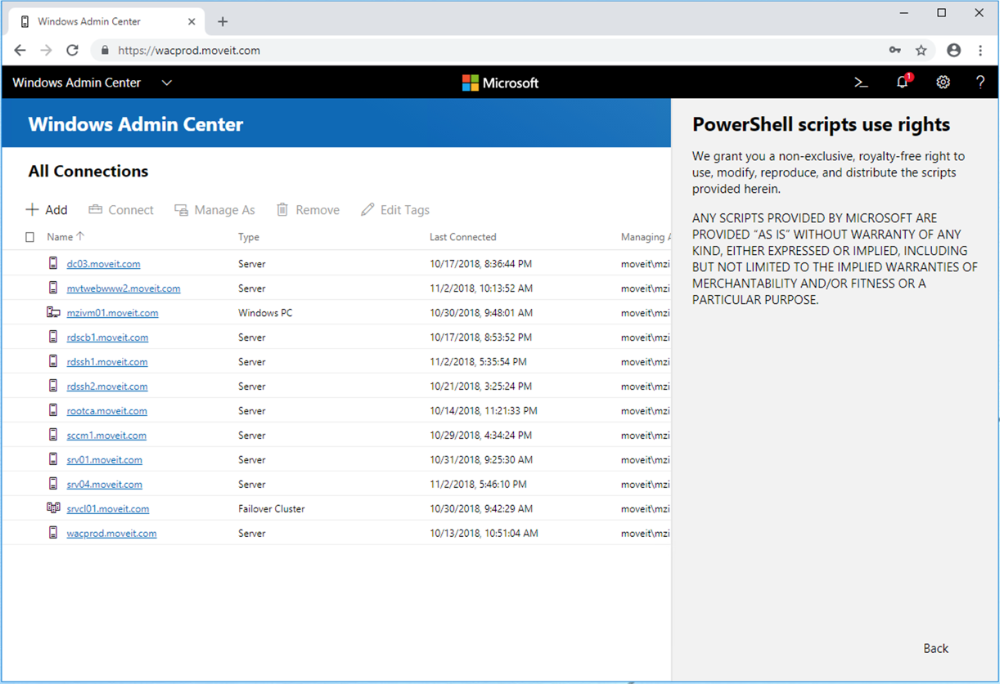 Windows Admin Center
https://wacprod.moveit.com
Windows Admin Center
Microsoft
1
?
Windows Admin Center
All Connections
Add Connect Manage As Remove Edit Tags
Name Type Last Connected Managing A
dc03.moveit.com Server 10/17/2018, 8:36:44 PM moveit\mzi
mvtwebwww2.moveit.com Server 11/2/2018, 10:13:52 AM moveit\mzi
mzivm01.moveit.com Windows PC 10/30/2018, 9:48:01 AM moveit\mzi
rdscb1.moveit.com Server 10/17/2018, 8:53:52 PM moveit\mzi
rdssh1.moveit.com Server 11/2/2018, 5:35:54 PM moveit\mzi
rdssh2.moveit.com Server 10/21/2018, 3:25:24 PM moveit\mzi
rootca.moveit.com Server 10/14/2018, 11:21:33 PM moveit\mzi
sccm1.moveit.com Server 10/29/2018, 4:34:24 PM moveit\mzi
srv01.moveit.com Server 10/31/2018, 9:25:30 AM moveit\mzi
srv04.moveit.com Server 11/2/2018, 5:46:10 PM moveit\mzi
srvcl01.moveit.com Failover Cluster 10/30/2018, 9:42:29 AM moveit\mzi
wacprod.moveit.com Server 10/13/2018, 10:51:04 AM moveit\mzi
PowerShell scripts use rights
We grant you a non-exclusive, royalty-free right to
use, modify, reproduce, and distribute the scripts
provided herein.
ANY SCRIPTS PROVIDED BY MICROSOFT ARE
PROVIDED “AS IS” WITHOUT WARRANTY OF ANY
KIND, EITHER EXPRESSED OR IMPLIED, INCLUDING
BUT NOT LIMITED TO THE IMPLIED WARRANTIES OF
MERCHANTABILITY AND/OR FITNESS OR A
PARTICULAR PURPOSE.
Back